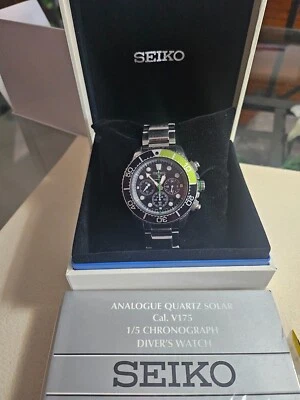 SEIKO
ANALOGUE QUARTZ SOLAR
Cal. V175
1/5 CHRONOGRAPH
DIVER'S WATCH
SEIKO